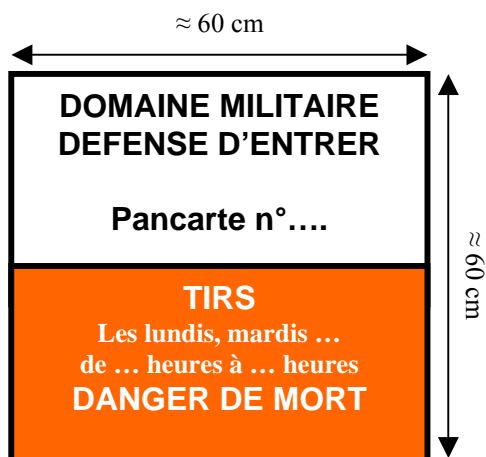 ≈ 60 cm
DOMAINE MILITAIRE
DEFENSE D’ENTRER
Pancarte n°….
≈ 60 cm
TIRS
Les lundis, mardis …
de … heures à … heures
DANGER DE MORT